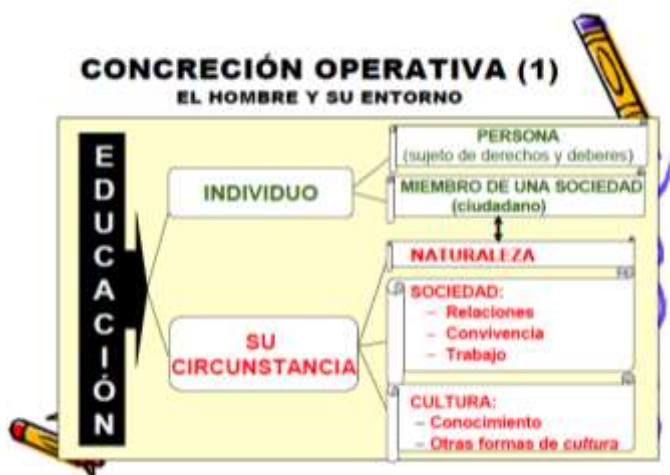 CONCRECIÓN OPERATIVA (1)
EL HOMBRE Y SU ENTORNO
EDUCACIÓN
INDIVIDUO
PERSONA
(sujeto de derechos y deberes)
MIEMBRO DE UNA SOCIEDAD
(ciudadano)
SU
CIRCUNSTANCIA
NATURALEZA
SOCIEDAD:
– Relaciones
– Convivencia
– Trabajo
CULTURA:
– Conocimiento
– Otras formas de cultura